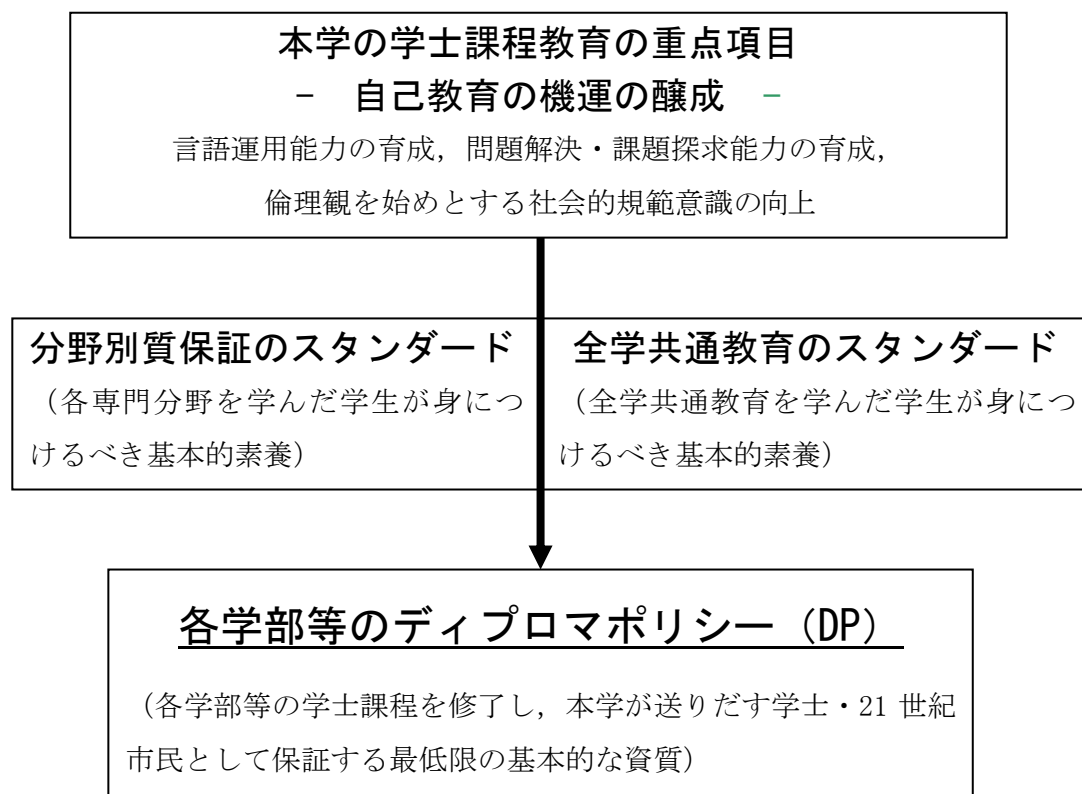 本学の学士課程教育の重点項目
－　自己教育の機運の醸成　－
言語運用能力の育成，問題解決・課題探求能力の育成，
倫理観を始めとする社会的規範意識の向上
分野別質保証のスタンダード
（各専門分野を学んだ学生が身につ
けるべき基本的素養）
全学共通教育のスタンダード
（全学共通教育を学んだ学生が身につ
けるべき基本的素養）
各学部等のディプロマポリシー（DP）
（各学部等の学士課程を修了し，本学が送りだす学士・21 世紀
市民として保証する最低限の基本的な資質）